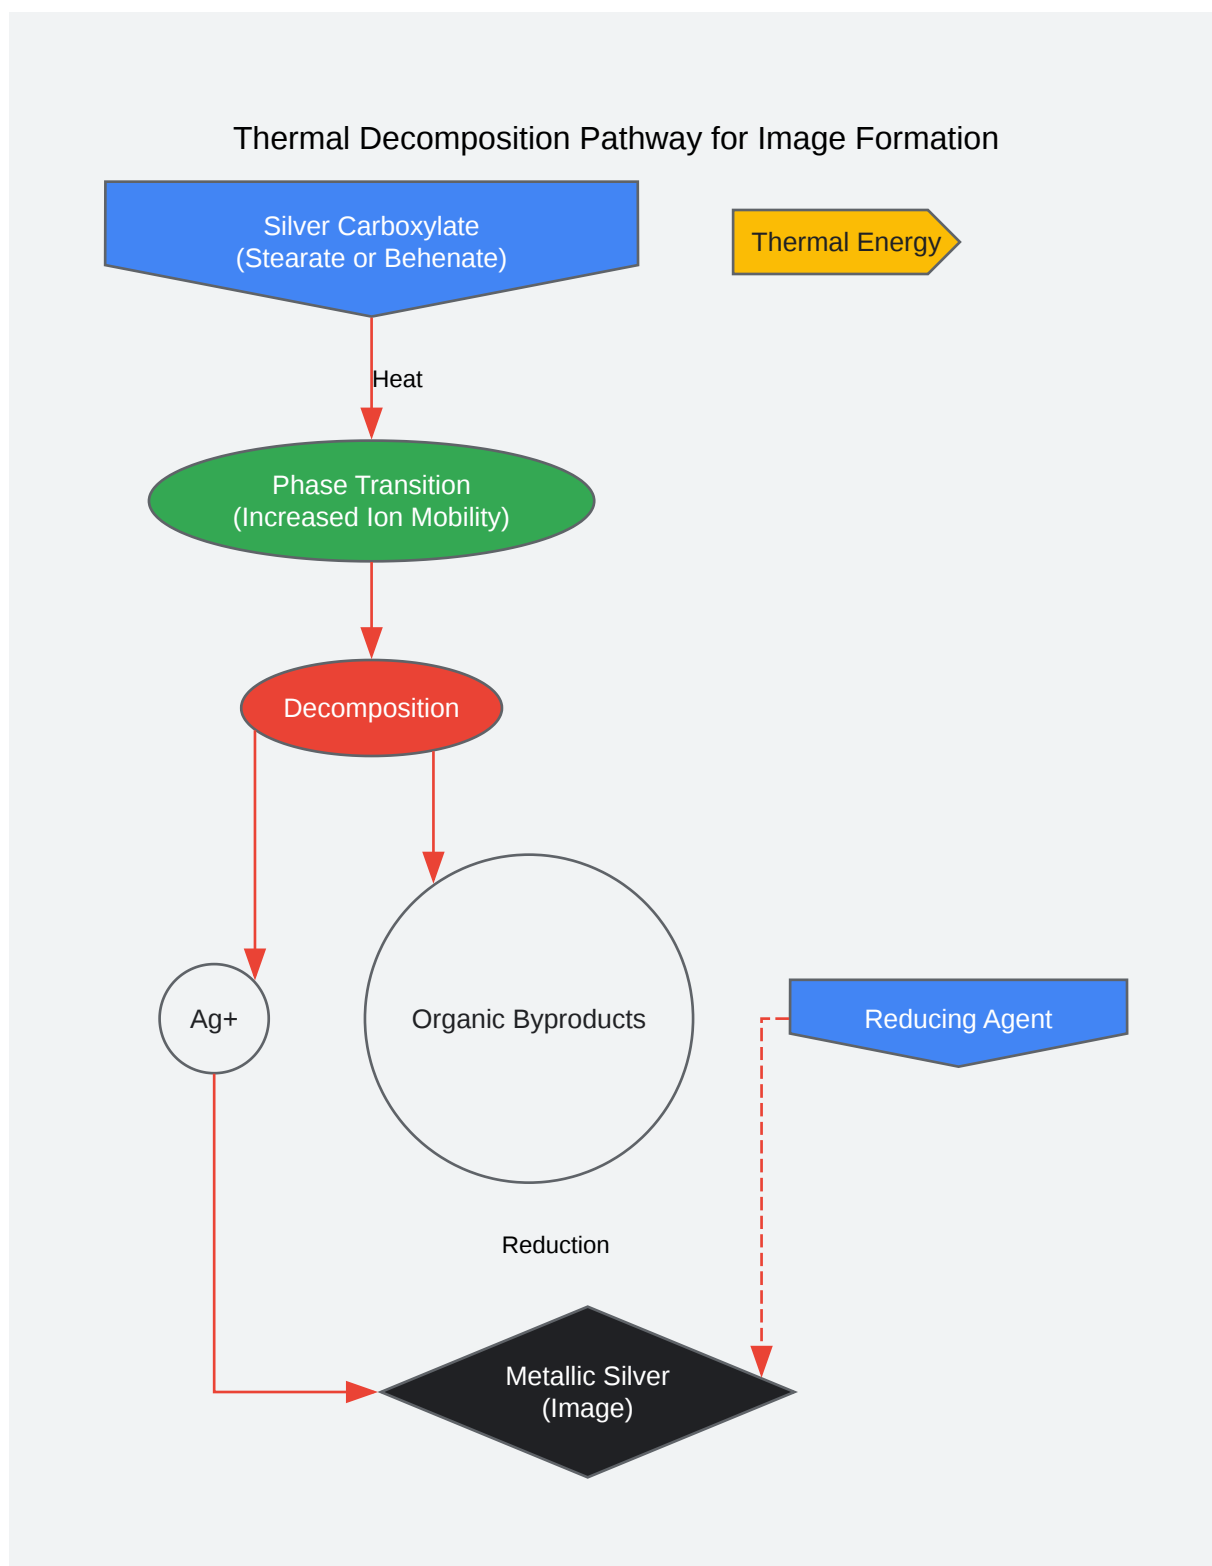 Thermal Decomposition Pathway for Image Formation
Silver Carboxylate
(Stearate or Behenate)
Thermal Energy
Heat
Phase Transition
(Increased Ion Mobility)
Decomposition
Ag+
Organic Byproducts
Reducing Agent
Reduction
Metallic Silver
(Image)